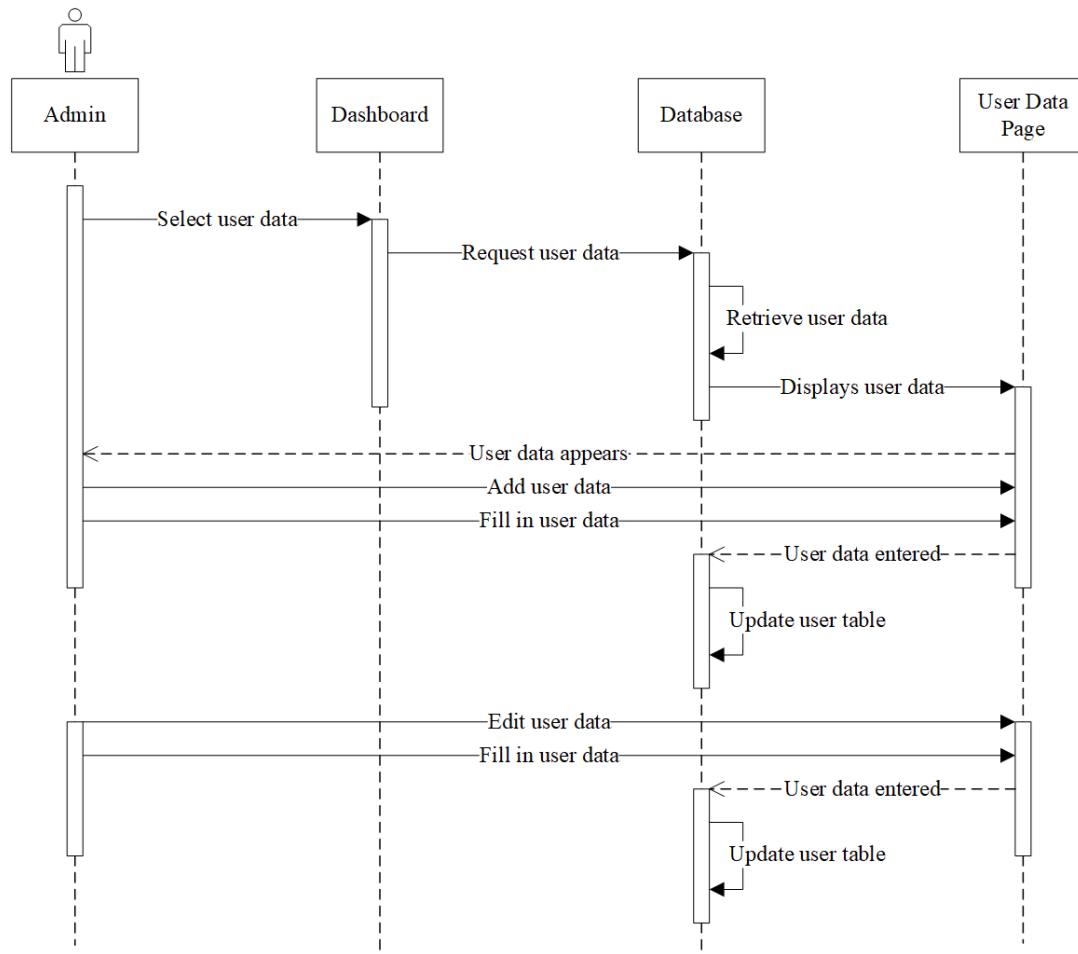 Admin
Dashboard
Database
User Data
Page
Select user data
Request user data
Retrieve user data
Displays user data
User data appears
Add user data
Fill in user data
User data entered
Update user table
Edit user data
Fill in user data
User data entered
Update user table